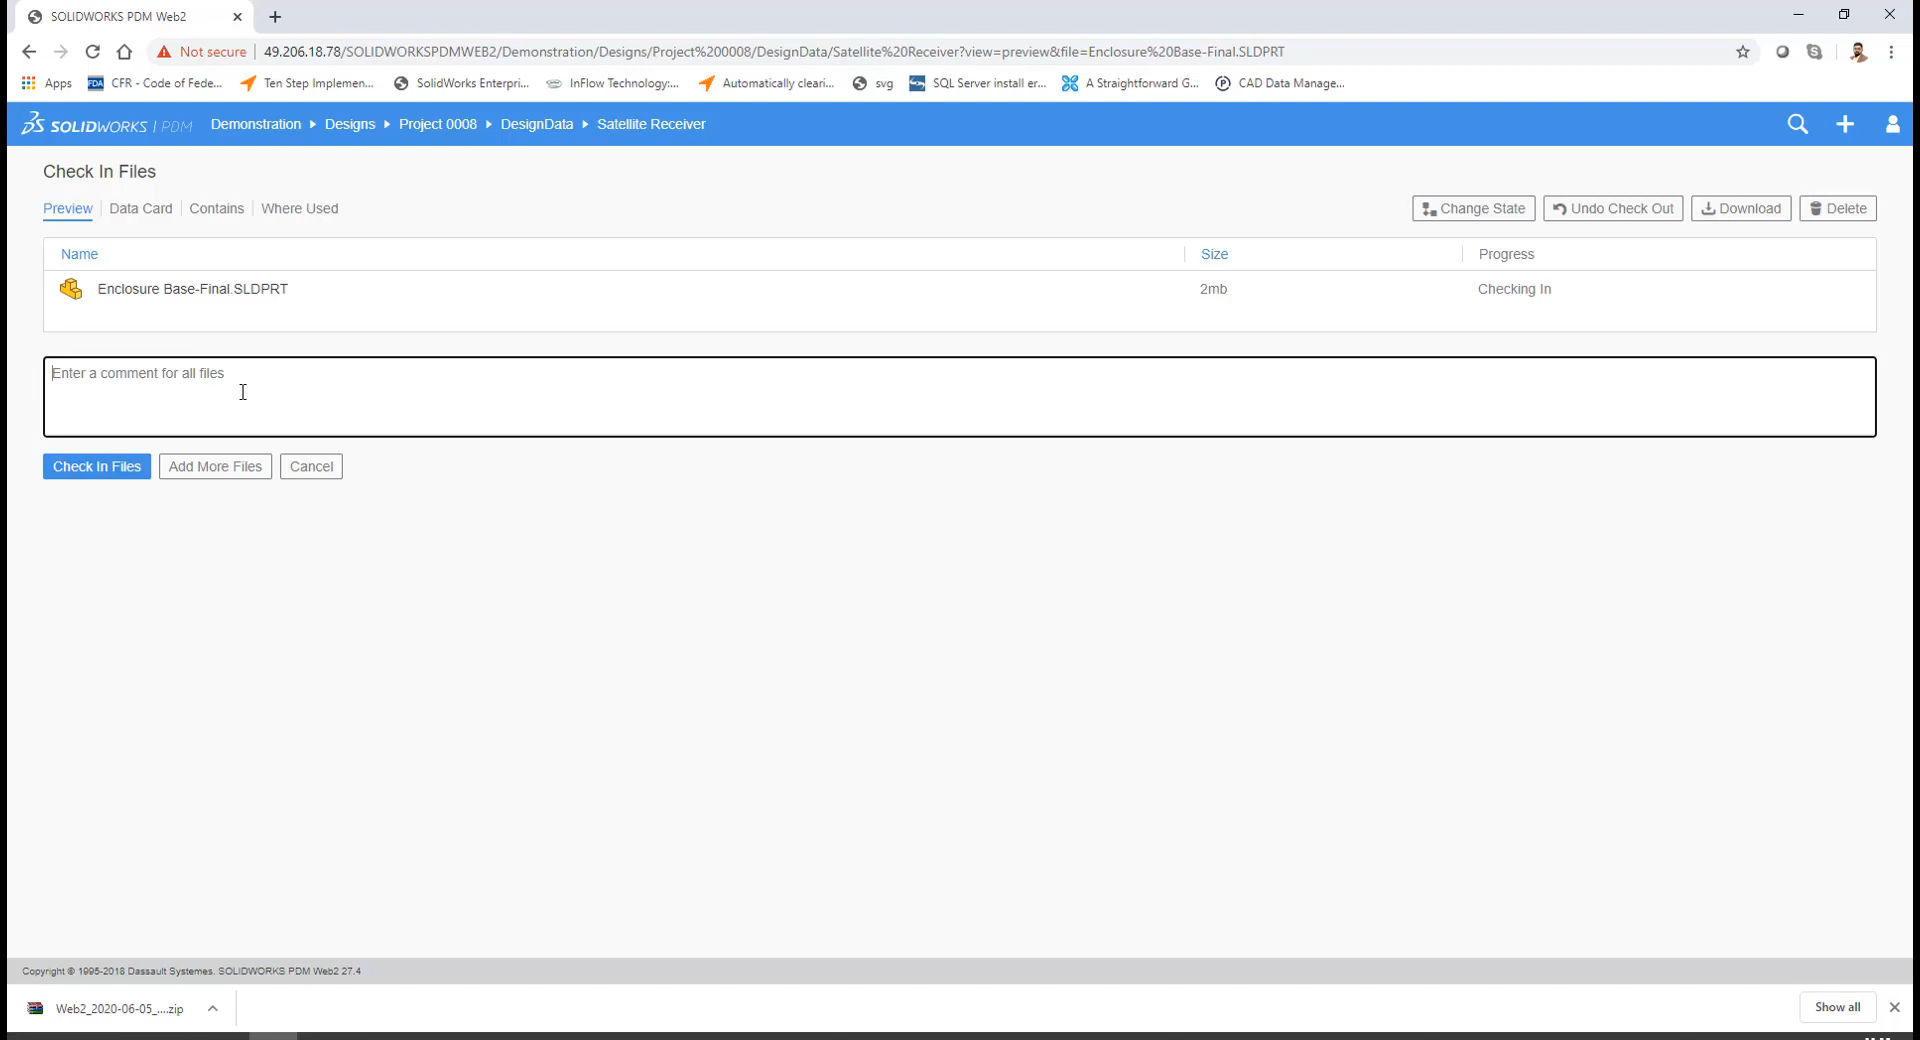 SOLIDWORKS PDM Web2
Not secure 49.206.18.78/SOLIDWORKSPDMWEB2/Demonstration/Designs/Project%200008/DesignData/Satellite%20Receiver?view=preview&file=Enclosure%20Base-Final.SLDPRT
Apps FDA CFR - Code of Fede... Ten Step Implemen... SolidWorks Enterpri... InFlow Technology:... Automatically cleari... svg SQL Server install er... A Straightforward G... CAD Data Manage...
SOLIDWORKS | PDM Demonstration Designs Project 0008 DesignData Satellite Receiver
Check In Files
Preview Data Card Contains Where Used Change State Undo Check Out Download Delete
Name Size Progress
Enclosure Base-Final.SLDPRT 2mb Checking In
Enter a comment for all files
Check In Files Add More Files Cancel
Copyright © 1995-2018 Dassault Systemes. SOLIDWORKS PDM Web2 27.4
Web2_2020-06-05_....zip Show all